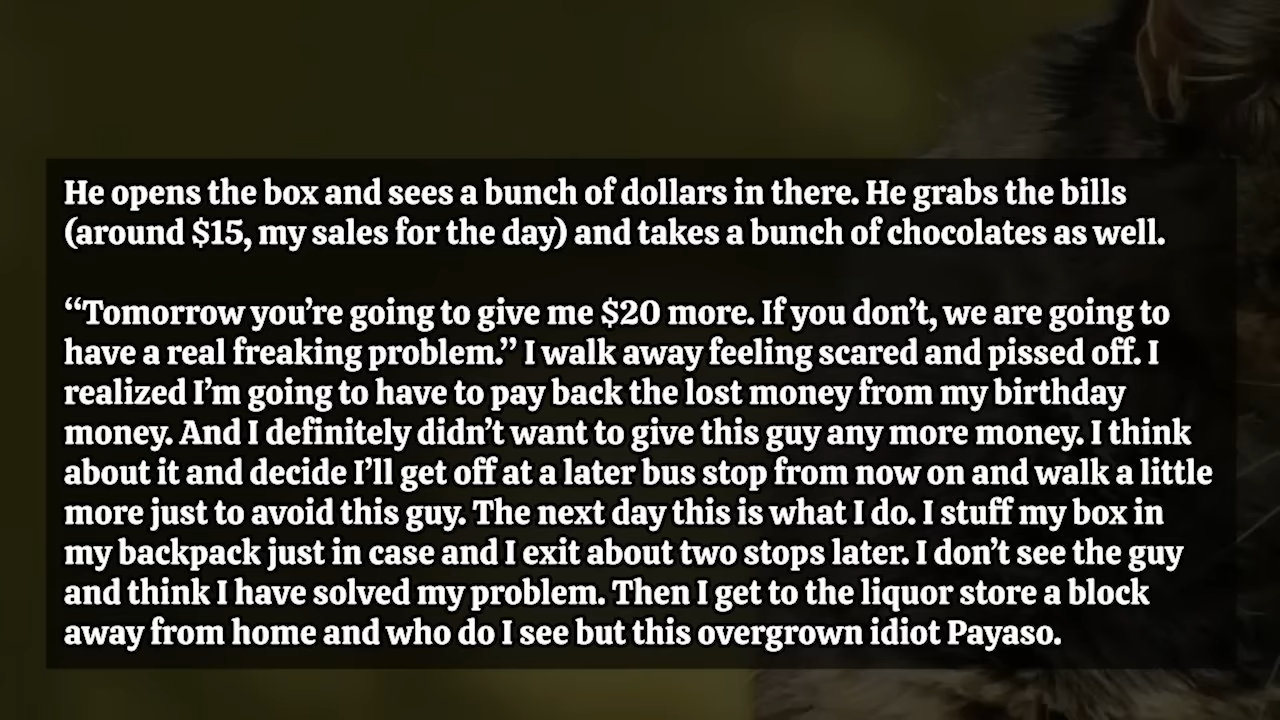 He opens the box and sees a bunch of dollars in there. He grabs the bills
(around $15, my sales for the day) and takes a bunch of chocolates as well.
“Tomorrow you’re going to give me $20 more. If you don’t, we are going to
have a real freaking problem.” I walk away feeling scared and pissed off. I
realized I’m going to have to pay back the lost money from my birthday
money. And I definitely didn’t want to give this guy any more money. I think
about it and decide I’ll get off at a later bus stop from now on and walk a little
more just to avoid this guy. The next day this is what I do. I stuff my box in
my backpack just in case and I exit about two stops later. I don’t see the guy
and think I have solved my problem. Then I get to the liquor store a block
away from home and who do I see but this overgrown idiot Payaso.